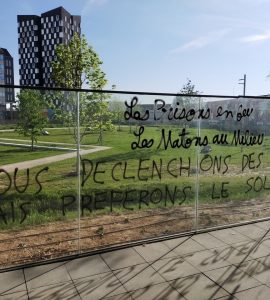 Les Prisons en feu
Les Matons au Milieu
OUS DECLENCHONS DES
AIS PREFERONS LE SOL